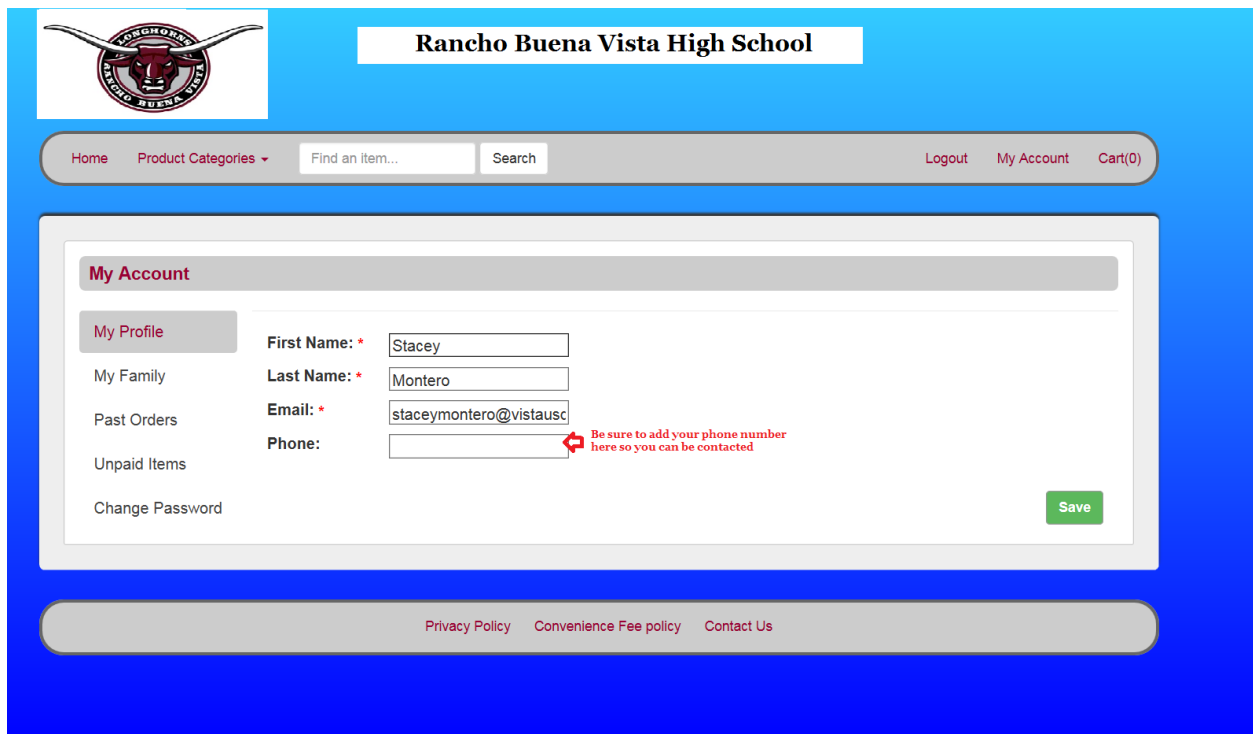 LONGHORNS
RANCHO BUENA VISTA
Rancho Buena Vista High School
Home Product Categories Find an item... Search Logout My Account Cart(0)
My Account
My Profile
My Family
Past Orders
Unpaid Items
Change Password
First Name: * Stacey
Last Name: * Montero
Email: * staceymontero@vistausd
Phone:
Be sure to add your phone number
here so you can be contacted
Save
Privacy Policy Convenience Fee policy Contact Us